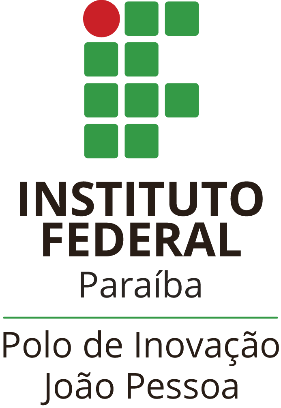 INSTITUTO
FEDERAL
Paraíba
Polo de Inovação
João Pessoa